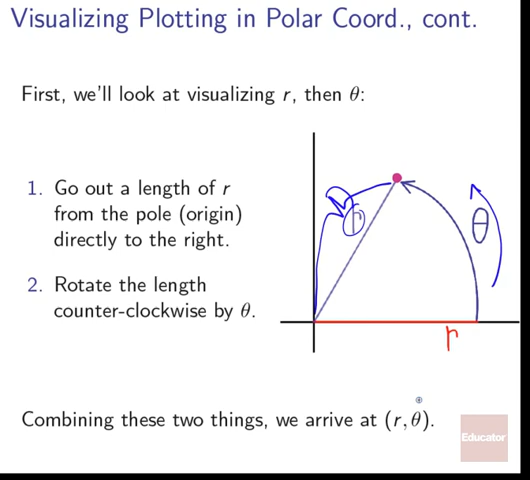 Visualizing Plotting in Polar Coord., cont.
First, we'll look at visualizing r, then θ:
1. Go out a length of r
from the pole (origin)
directly to the right.
2. Rotate the length
counter-clockwise by θ.
θ
r
Combining these two things, we arrive at (r, θ).
Educator